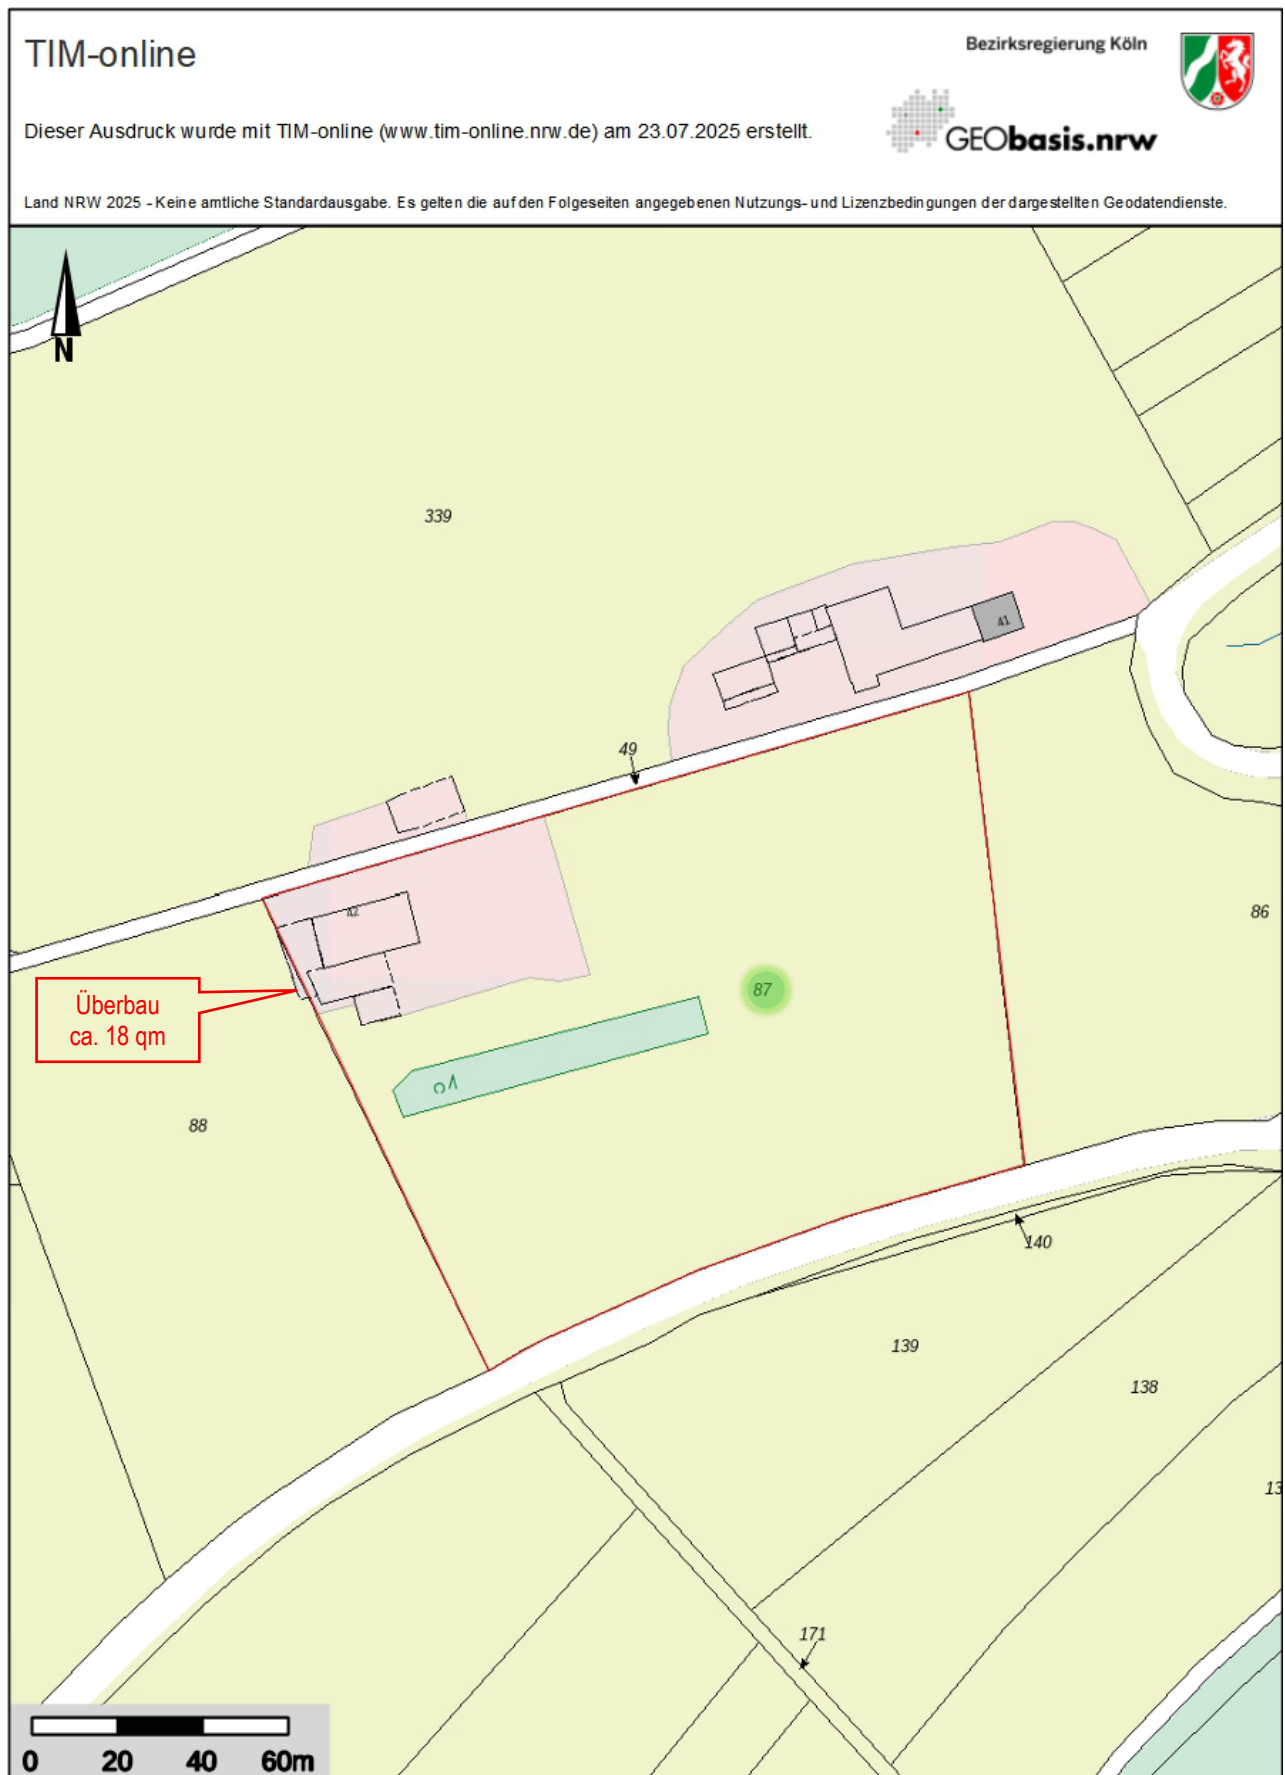 TIM-online
Bezirksregierung Köln
Dieser Ausdruck wurde mit TIM-online (www.tim-online.nrw.de) am 23.07.2025 erstellt.
GEObasis.nrw
Land NRW 2025 - Keine amtliche Standardausgabe. Es gelten die auf den Folgeseiten angegebenen Nutzungs- und Lizenzbedingungen der dargestellten Geodatendienste.
N
339
41
49
42
86
87
Überbau
ca. 18 qm
88
140
139
138
13
171
0 20 40 60m